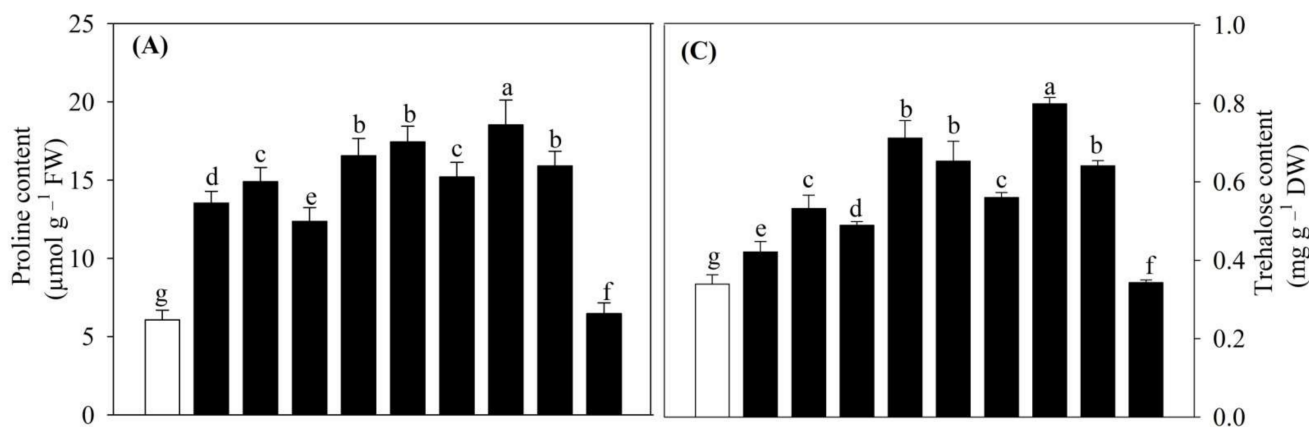 (A)
Proline content
(μmol g⁻¹ FW)
25
20
15
10
5
0
g
d
c
e
b
b
c
a
b
f
(C)
g
e
c
d
b
b
c
a
b
f
1.0
0.8
0.6
0.4
0.2
0.0
Trehalose content
(mg g⁻¹ DW)